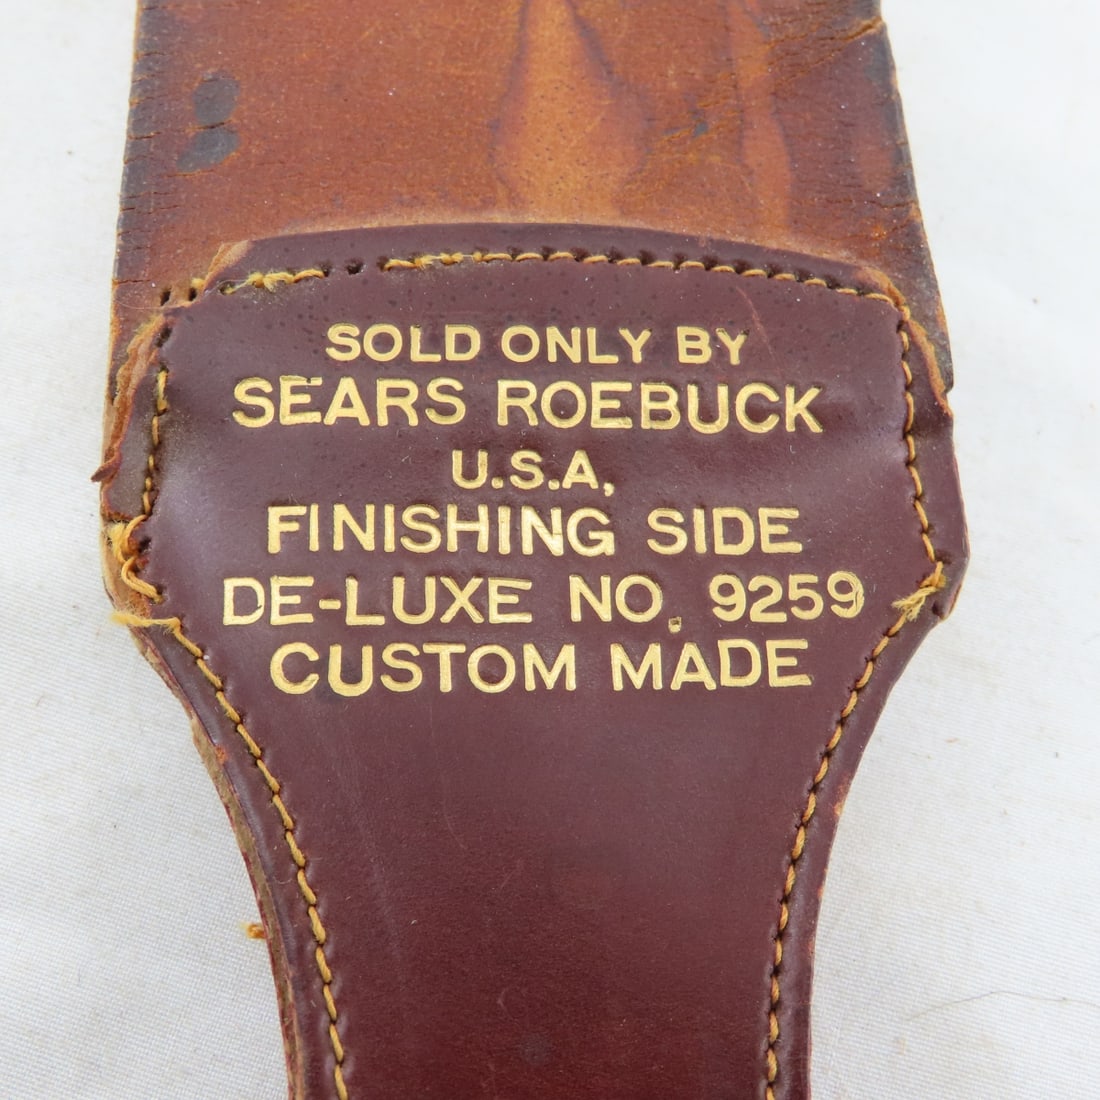 SOLD ONLY BY
SEARS ROEBUCK
U.S.A,
FINISHING SIDE
DE-LUXE NO. 9259
CUSTOM MADE